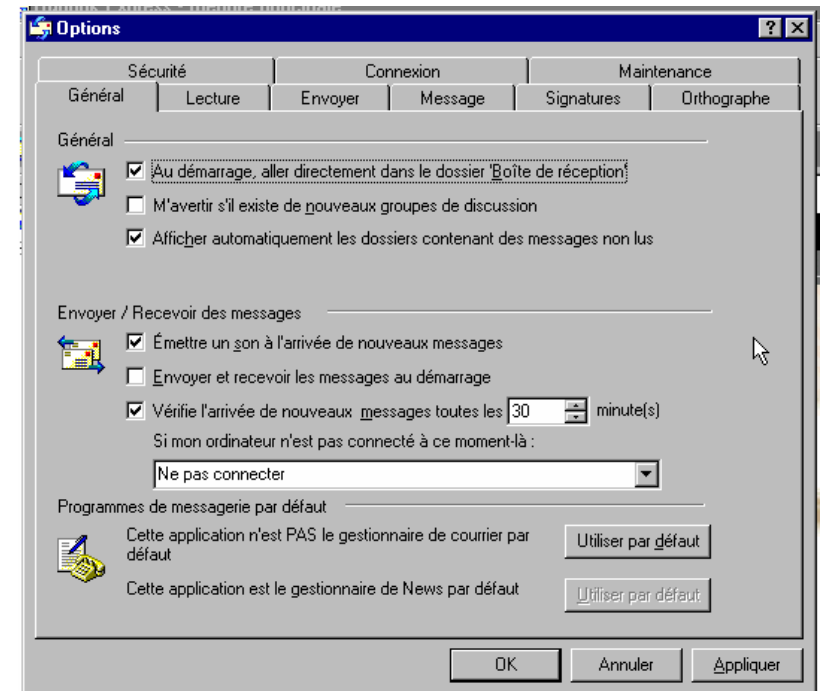 Options
Sécurité Connexion Maintenance
Général Lecture Envoyer Message Signatures Orthographe
Général
Au démarrage, aller directement dans le dossier 'Boîte de réception'
M'avertir s'il existe de nouveaux groupes de discussion
Afficher automatiquement les dossiers contenant des messages non lus
Envoyer / Recevoir des messages
Émettre un son à l'arrivée de nouveaux messages
Envoyer et recevoir les messages au démarrage
Vérifie l'arrivée de nouveaux messages toutes les 30 minute(s)
Si mon ordinateur n'est pas connecté à ce moment-là :
Ne pas connecter
Programmes de messagerie par défaut
Cette application n'est PAS le gestionnaire de courrier par
défaut
Utiliser par défaut
Cette application est le gestionnaire de News par défaut
Utiliser par défaut
OK Annuler Appliquer